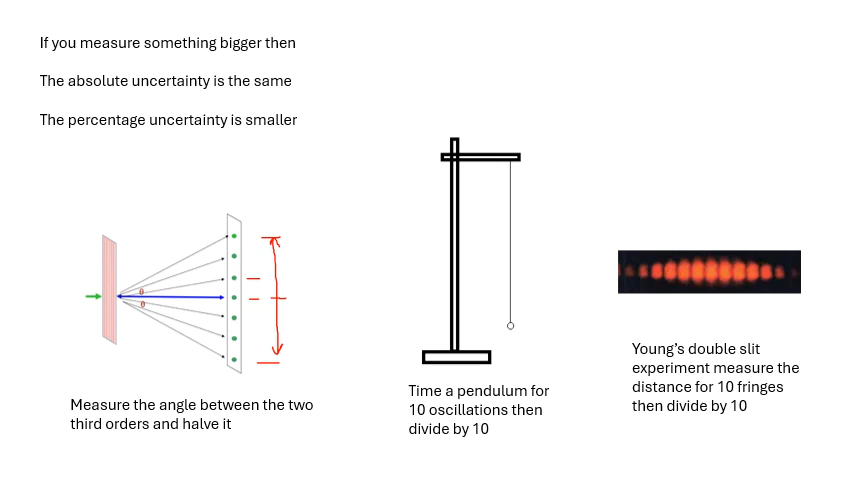 If you measure something bigger then
The absolute uncertainty is the same
The percentage uncertainty is smaller
θ
θ
Measure the angle between the two
third orders and halve it
Time a pendulum for
10 oscillations then
divide by 10
Young’s double slit
experiment measure the
distance for 10 fringes
then divide by 10